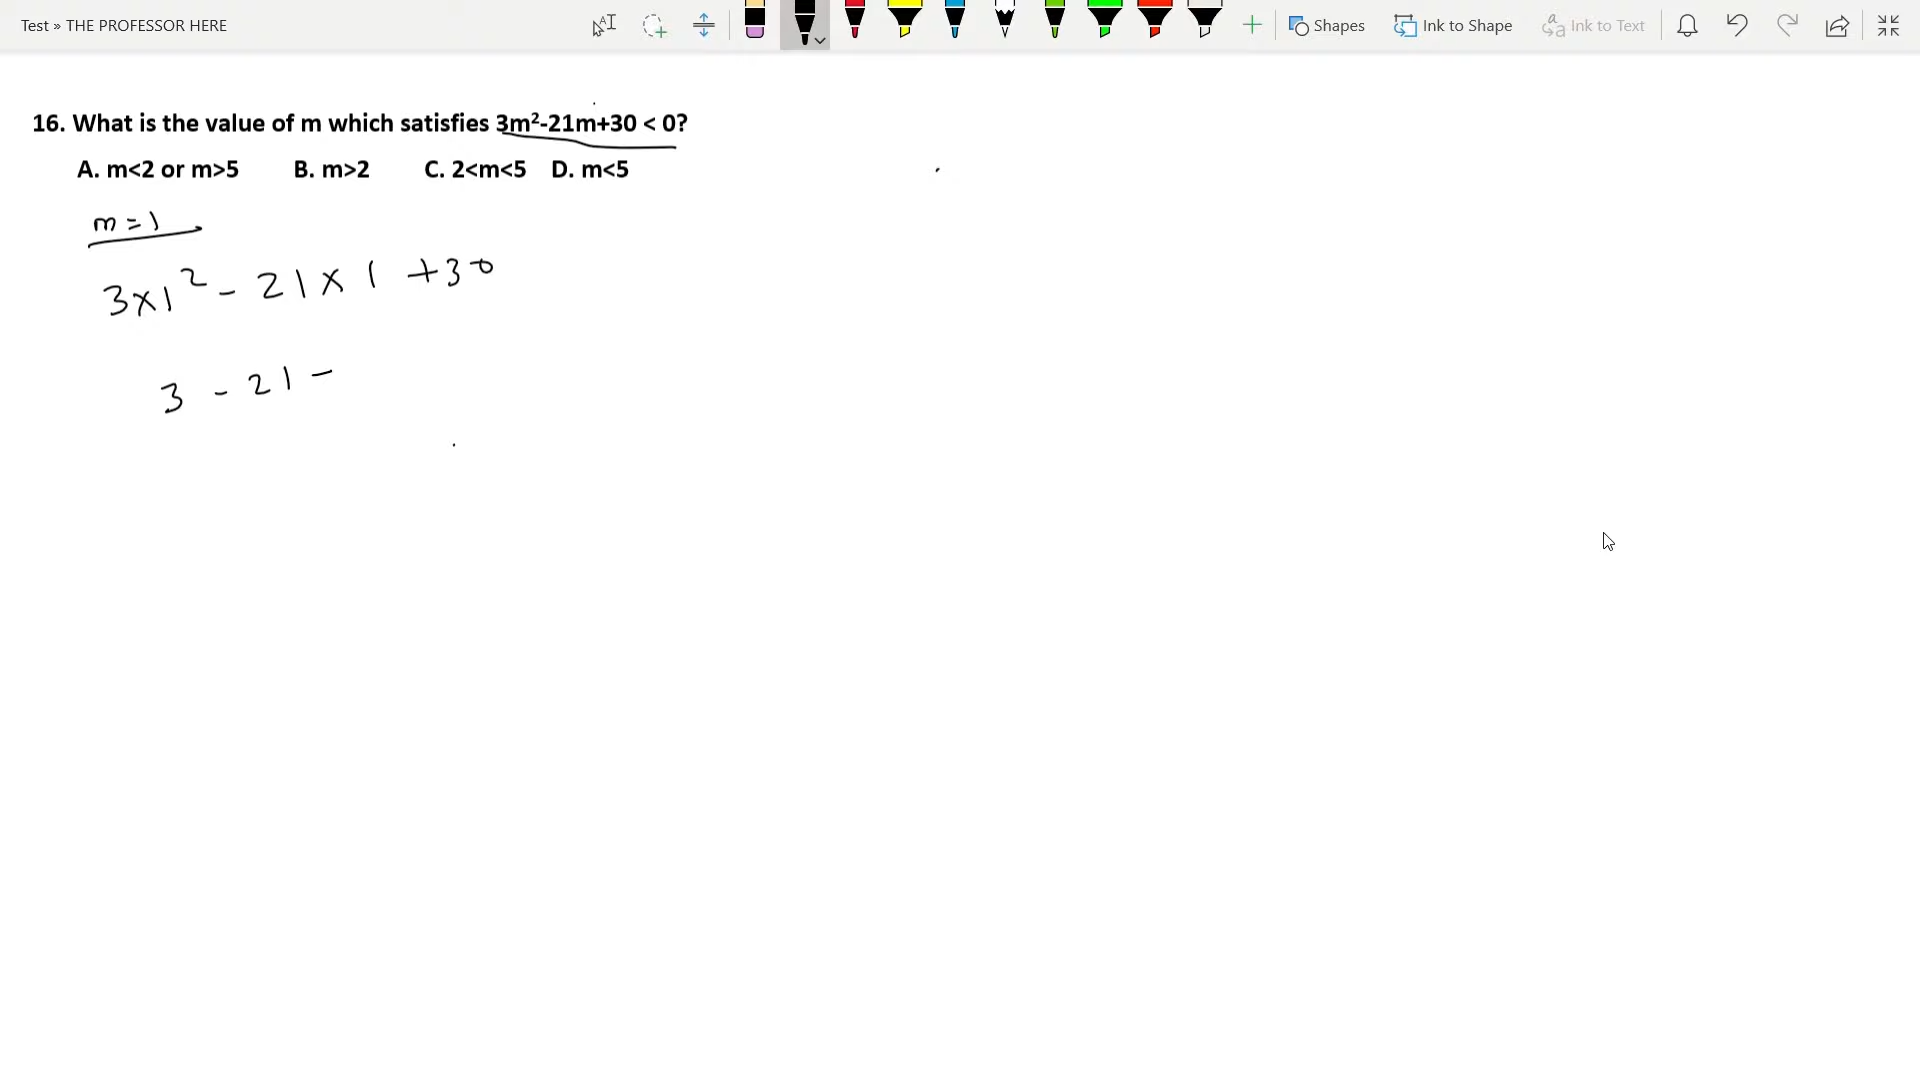 Test » THE PROFESSOR HERE
Shapes
Ink to Shape
Ink to Text
16. What is the value of m which satisfies 3m²-21m+30 < 0?
A. m<2 or m>5 B. m>2 C. 2<m<5 D. m<5
m = 1
3x1² - 21 x 1 + 30
3 - 21 -